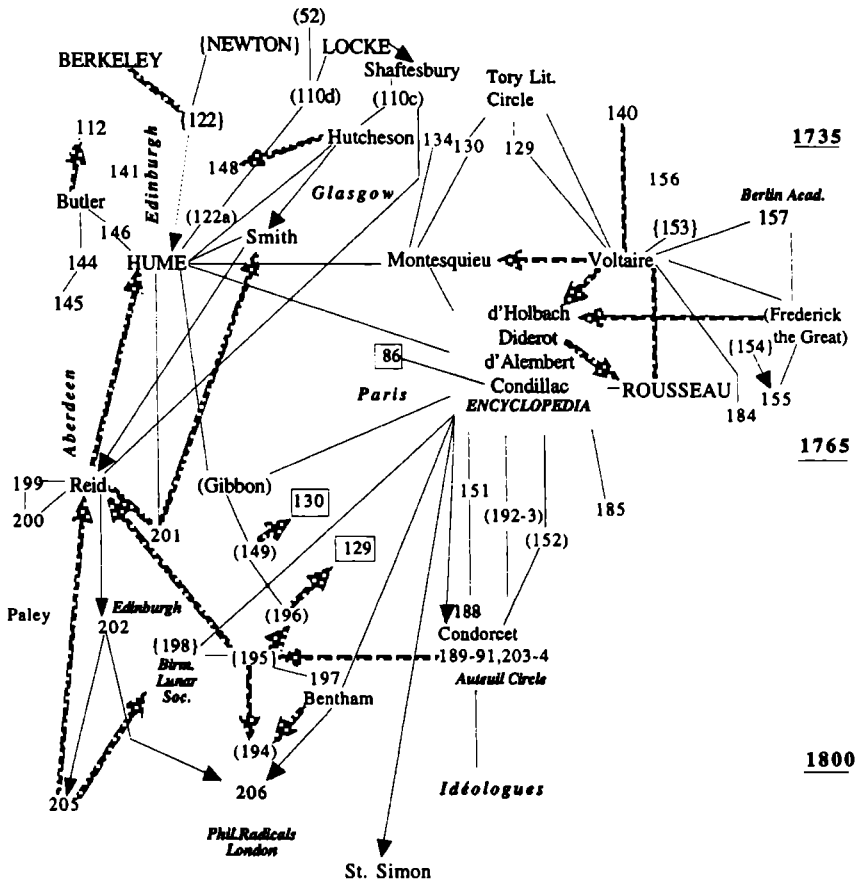 (52)
{NEWTON}
LOCKE
BERKELEY
Shaftesbury
Tory Lit.
Circle
(110d)
(110c)
{122}
112
140
Hutcheson
134
130
129
1735
Edinburgh
141
148
156
Glasgow
Berlin Acad.
Butler
(122a)
157
146
Smith
{153}
144
HUME
Montesquieu
Voltaire
145
d'Holbach
(Frederick
the Great)
Diderot
{154}
86
d'Alembert
Condillac
ROUSSEAU
155
Paris
ENCYCLOPEDIA
184
Aberdeen
1765
199
Reid
(Gibbon)
200
151
130
(192-3)
185
201
(149)
(152)
129
Paley
Edinburgh
(196)
188
202
Condorcet
{198}
{195}
189-91,203-4
Birm.
Lunar
Soc.
197
Auteuil Circle
Bentham
(194)
1800
205
206
Idéologues
Phil.Radicals
London
St. Simon